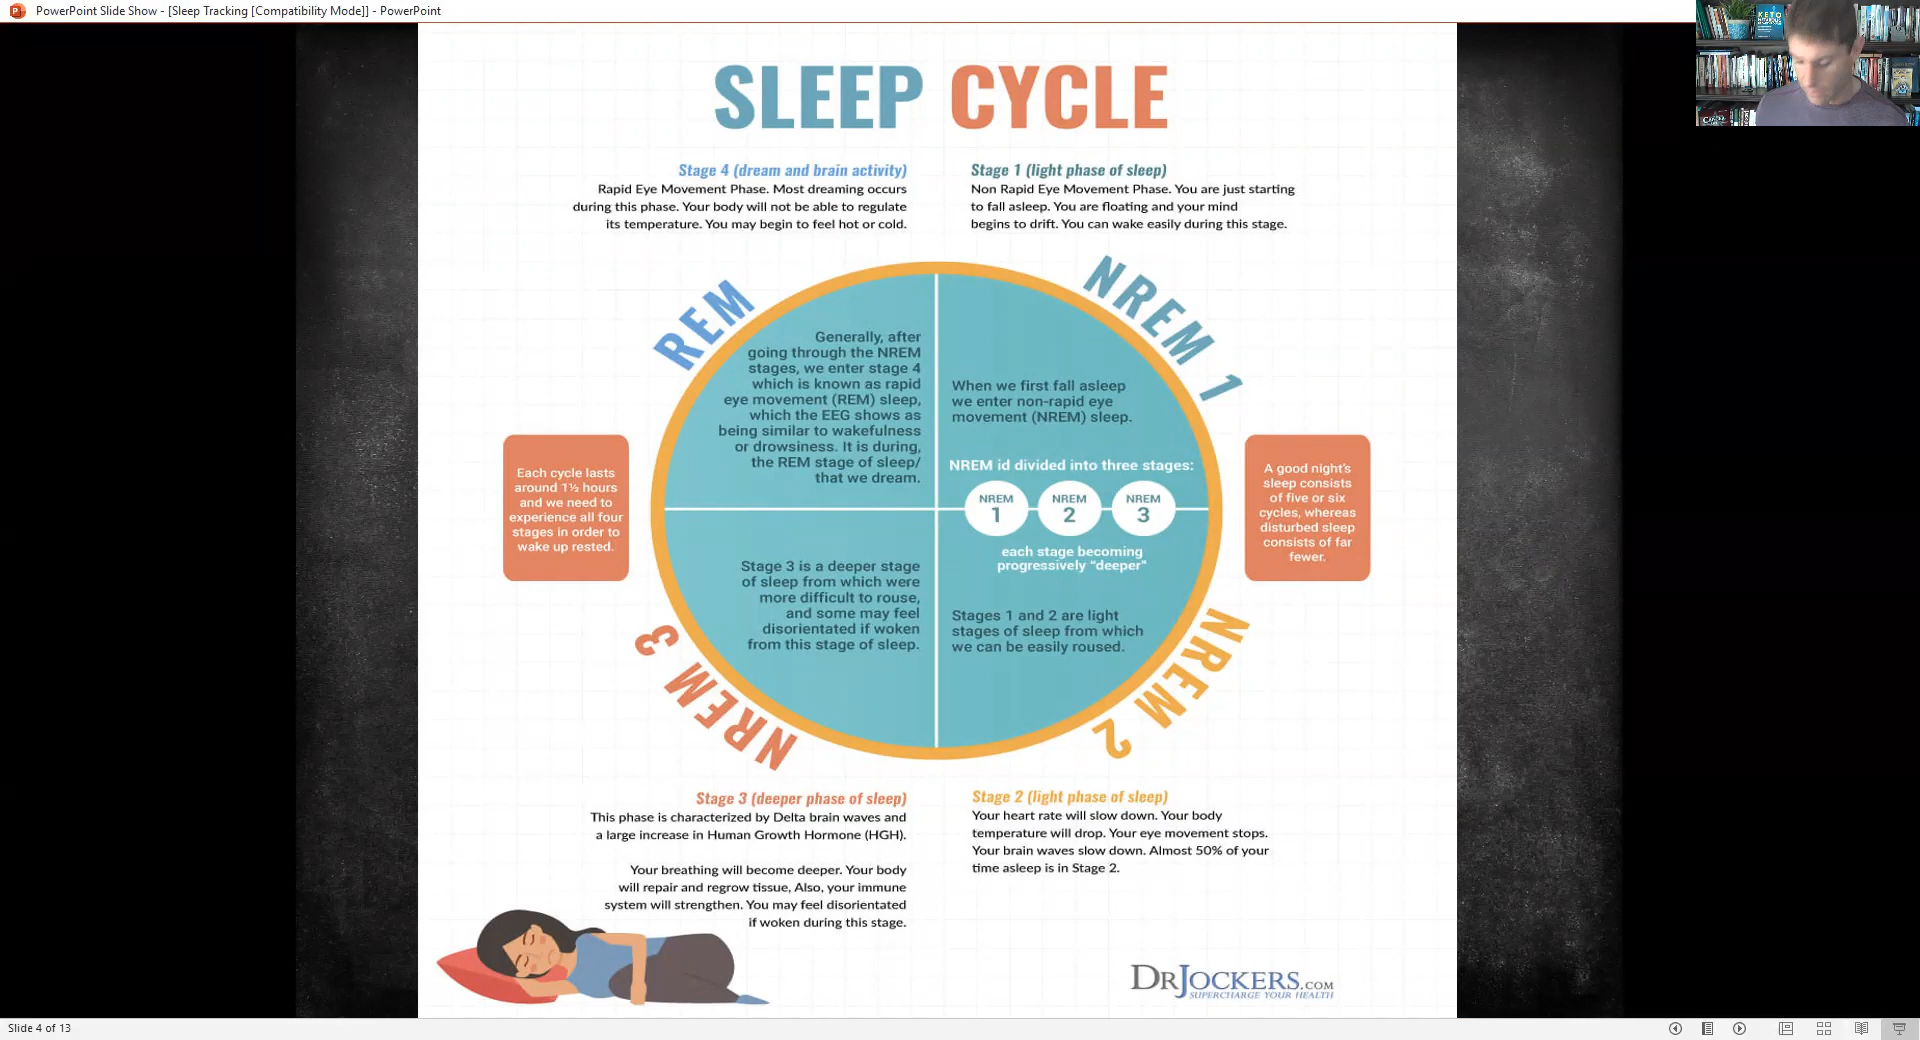 PowerPoint Slide Show - [Sleep Tracking [Compatibility Mode]] - PowerPoint
KETO
SLEEP CYCLE
Stage 4 (dream and brain activity)
Rapid Eye Movement Phase. Most dreaming occurs
during this phase. Your body will not be able to regulate
its temperature. You may begin to feel hot or cold.
Stage 1 (light phase of sleep)
Non Rapid Eye Movement Phase. You are just starting
to fall asleep. You are floating and your mind
begins to drift. You can wake easily during this stage.
REM
NREM 1
Generally, after
going through the NREM
stages, we enter stage 4
which is known as rapid
eye movement (REM) sleep,
which the EEG shows as
being similar to wakefulness
or drowsiness. It is during,
the REM stage of sleep/
that we dream.
When we first fall asleep
we enter non-rapid eye
movement (NREM) sleep.
NREM id divided into three stages:
NREM
1
NREM
2
NREM
3
each stage becoming
progressively “deeper”
Each cycle lasts
around 1½ hours
and we need to
experience all four
stages in order to
wake up rested.
A good night's
sleep consists
of five or six
cycles, whereas
disturbed sleep
consists of far
fewer.
Stage 3 is a deeper stage
of sleep from which were
more difficult to rouse,
and some may feel
disorientated if woken
from this stage of sleep.
Stages 1 and 2 are light
stages of sleep from which
we can be easily roused.
NREM 3
NREM 2
Stage 3 (deeper phase of sleep)
This phase is characterized by Delta brain waves and
a large increase in Human Growth Hormone (HGH).
Your breathing will become deeper. Your body
will repair and regrow tissue, Also, your immune
system will strengthen. You may feel disorientated
if woken during this stage.
Stage 2 (light phase of sleep)
Your heart rate will slow down. Your body
temperature will drop. Your eye movement stops.
Your brain waves slow down. Almost 50% of your
time asleep is in Stage 2.
DRJOCKERS.COM
SUPERCHARGE YOUR HEALTH
Slide 4 of 13